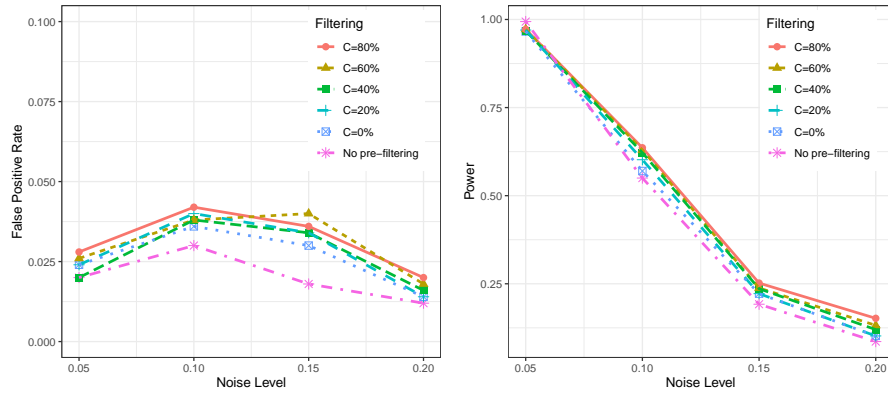 Filtering
C=80%
C=60%
C=40%
C=20%
C=0%
No pre−filtering
0.100
0.075
0.050
0.025
0.000
False Positive Rate
0.05
0.10
0.15
0.20
Noise Level
Filtering
C=80%
C=60%
C=40%
C=20%
C=0%
No pre−filtering
1.00
0.75
0.50
0.25
Power
0.05
0.10
0.15
0.20
Noise Level